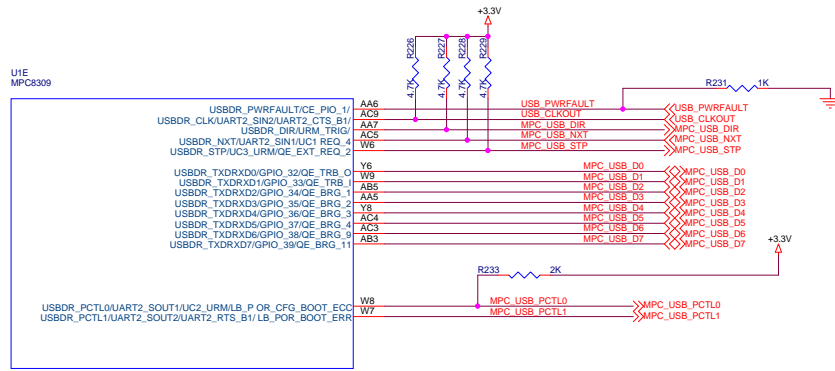 +3.3V
R226
R227
R228
R229
4.7K
4.7K
4.7K
4.7K
U1E
MPC8309
R231 1K
USBDR_PWRFAULT/CE_PIO_1/ AA6 USB_PWRFAULT USB_PWRFAULT
USBDR_CLK/UART2_SIN2/UART2_CTS_B1/ AC9 USB_CLKOUT USB_CLKOUT
USBDR_DIR/URM_TRIG/ AA7 MPC_USB_DIR MPC_USB_DIR
USBDR_NXT/UART2_SIN1/UC1 REQ_4 AC5 MPC_USB_NXT MPC_USB_NXT
USBDR_STP/UC3_URM/QE_EXT_REQ_2 W6 MPC_USB_STP MPC_USB_STP
USBDR_TXDRXD0/GPIO_32/QE_TRB_O Y6 MPC_USB_D0 MPC_USB_D0
USBDR_TXDRXD1/GPIO_33/QE_TRB_I W9 MPC_USB_D1 MPC_USB_D1
USBDR_TXDRXD2/GPIO_34/QE_BRG_1 AB5 MPC_USB_D2 MPC_USB_D2
USBDR_TXDRXD3/GPIO_35/QE_BRG_2 AA5 MPC_USB_D3 MPC_USB_D3
USBDR_TXDRXD4/GPIO_36/QE_BRG_3 Y8 MPC_USB_D4 MPC_USB_D4
USBDR_TXDRXD5/GPIO_37/QE_BRG_4 AC4 MPC_USB_D5 MPC_USB_D5
USBDR_TXDRXD6/GPIO_38/QE_BRG_9 AC3 MPC_USB_D6 MPC_USB_D6
USBDR_TXDRXD7/GPIO_39/QE_BRG_11 AB3 MPC_USB_D7 MPC_USB_D7
+3.3V
R233 2K
USBDR_PCTL0/UART2_SOUT1/UC2_URM/LB_P OR_CFG_BOOT_ECC W8 MPC_USB_PCTL0 MPC_USB_PCTL0
USBDR_PCTL1/UART2_SOUT2/UART2_RTS_B1/ LB_POR_BOOT_ERR W7 MPC_USB_PCTL1 MPC_USB_PCTL1